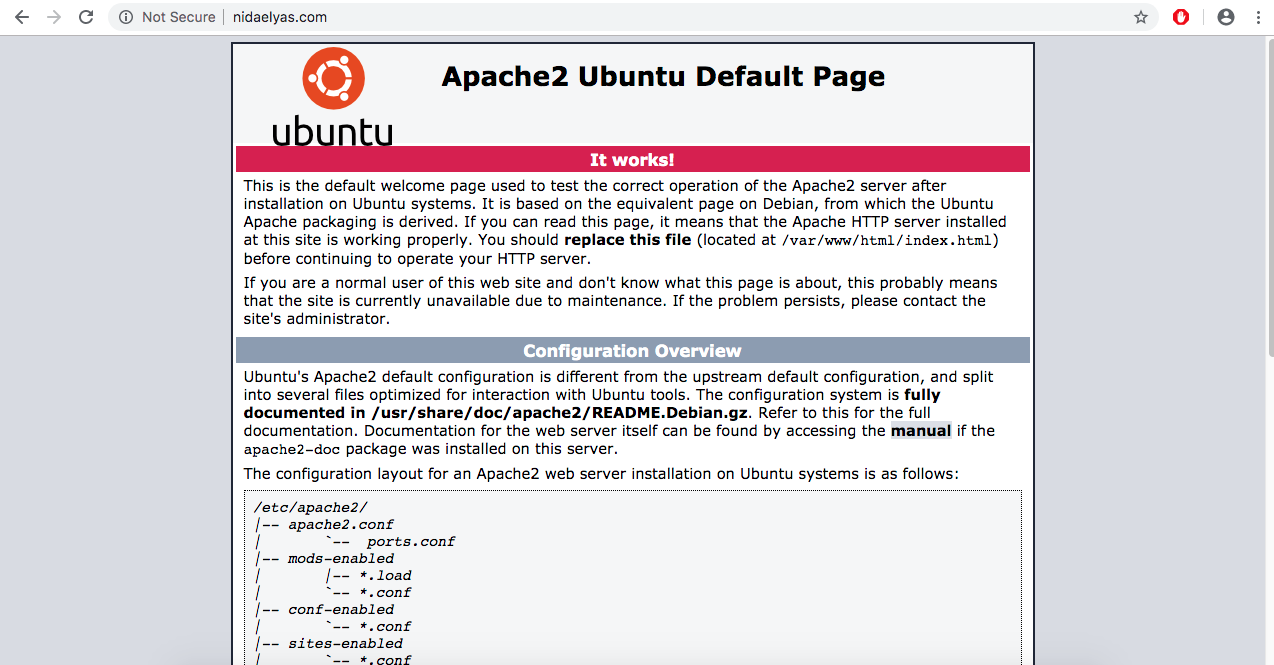 Not Secure | nidaelyas.com
Apache2 Ubuntu Default Page
ubuntu
It works!
This is the default welcome page used to test the correct operation of the Apache2 server after
installation on Ubuntu systems. It is based on the equivalent page on Debian, from which the Ubuntu
Apache packaging is derived. If you can read this page, it means that the Apache HTTP server installed
at this site is working properly. You should replace this file (located at /var/www/html/index.html)
before continuing to operate your HTTP server.
If you are a normal user of this web site and don't know what this page is about, this probably means
that the site is currently unavailable due to maintenance. If the problem persists, please contact the
site's administrator.
Configuration Overview
Ubuntu's Apache2 default configuration is different from the upstream default configuration, and split
into several files optimized for interaction with Ubuntu tools. The configuration system is fully
documented in /usr/share/doc/apache2/README.Debian.gz. Refer to this for the full
documentation. Documentation for the web server itself can be found by accessing the manual if the
apache2-doc package was installed on this server.
The configuration layout for an Apache2 web server installation on Ubuntu systems is as follows:
/etc/apache2/
|-- apache2.conf
|       `--  ports.conf
|-- mods-enabled
|       |-- *.load
|       `-- *.conf
|-- conf-enabled
|       `-- *.conf
|-- sites-enabled
|       `-- *.conf